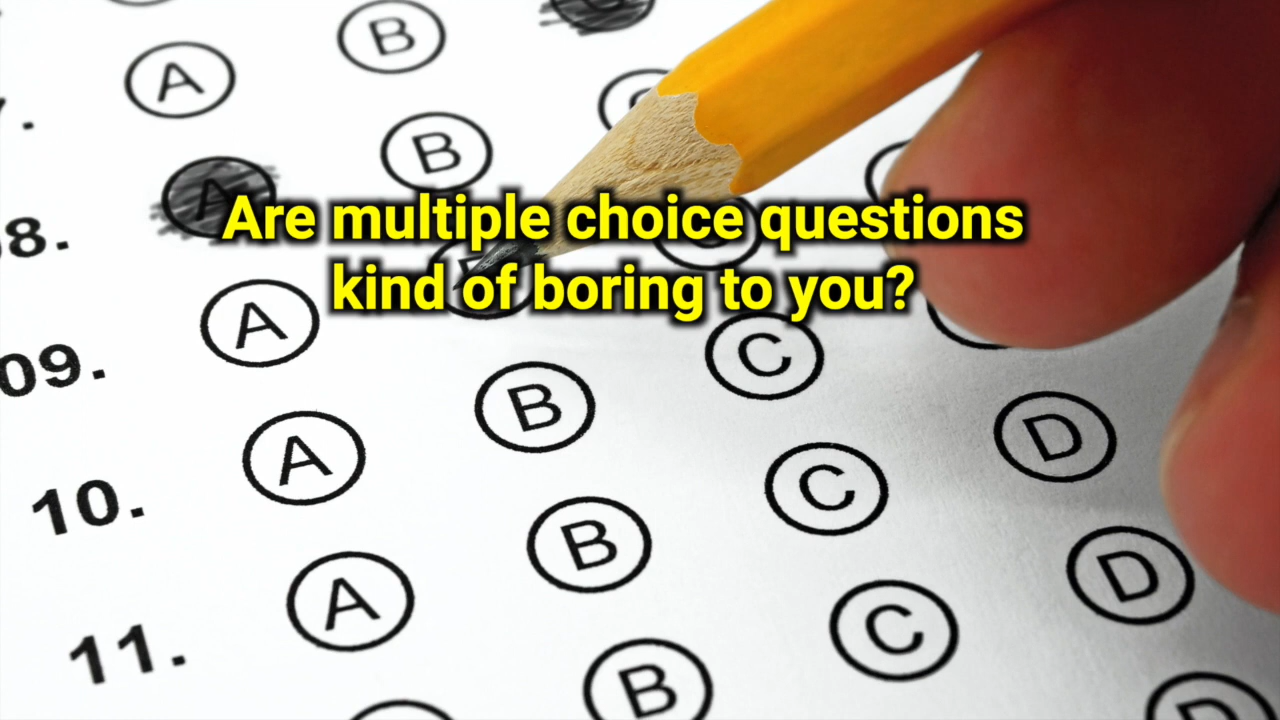 Are multiple choice questions
kind of boring to you?
A B
8. A B
09. A
10. A B C
11. A B C D
B C D
D